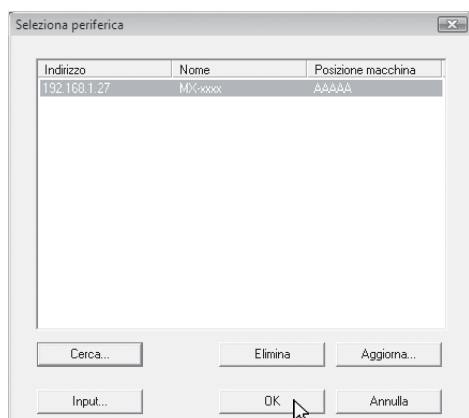 Seleziona periferica
Indirizzo Nome Posizione macchina
192.168.1.27 MX-xxxx AAAAA
Cerca... Elimina Aggiorna...
Input... OK Annulla